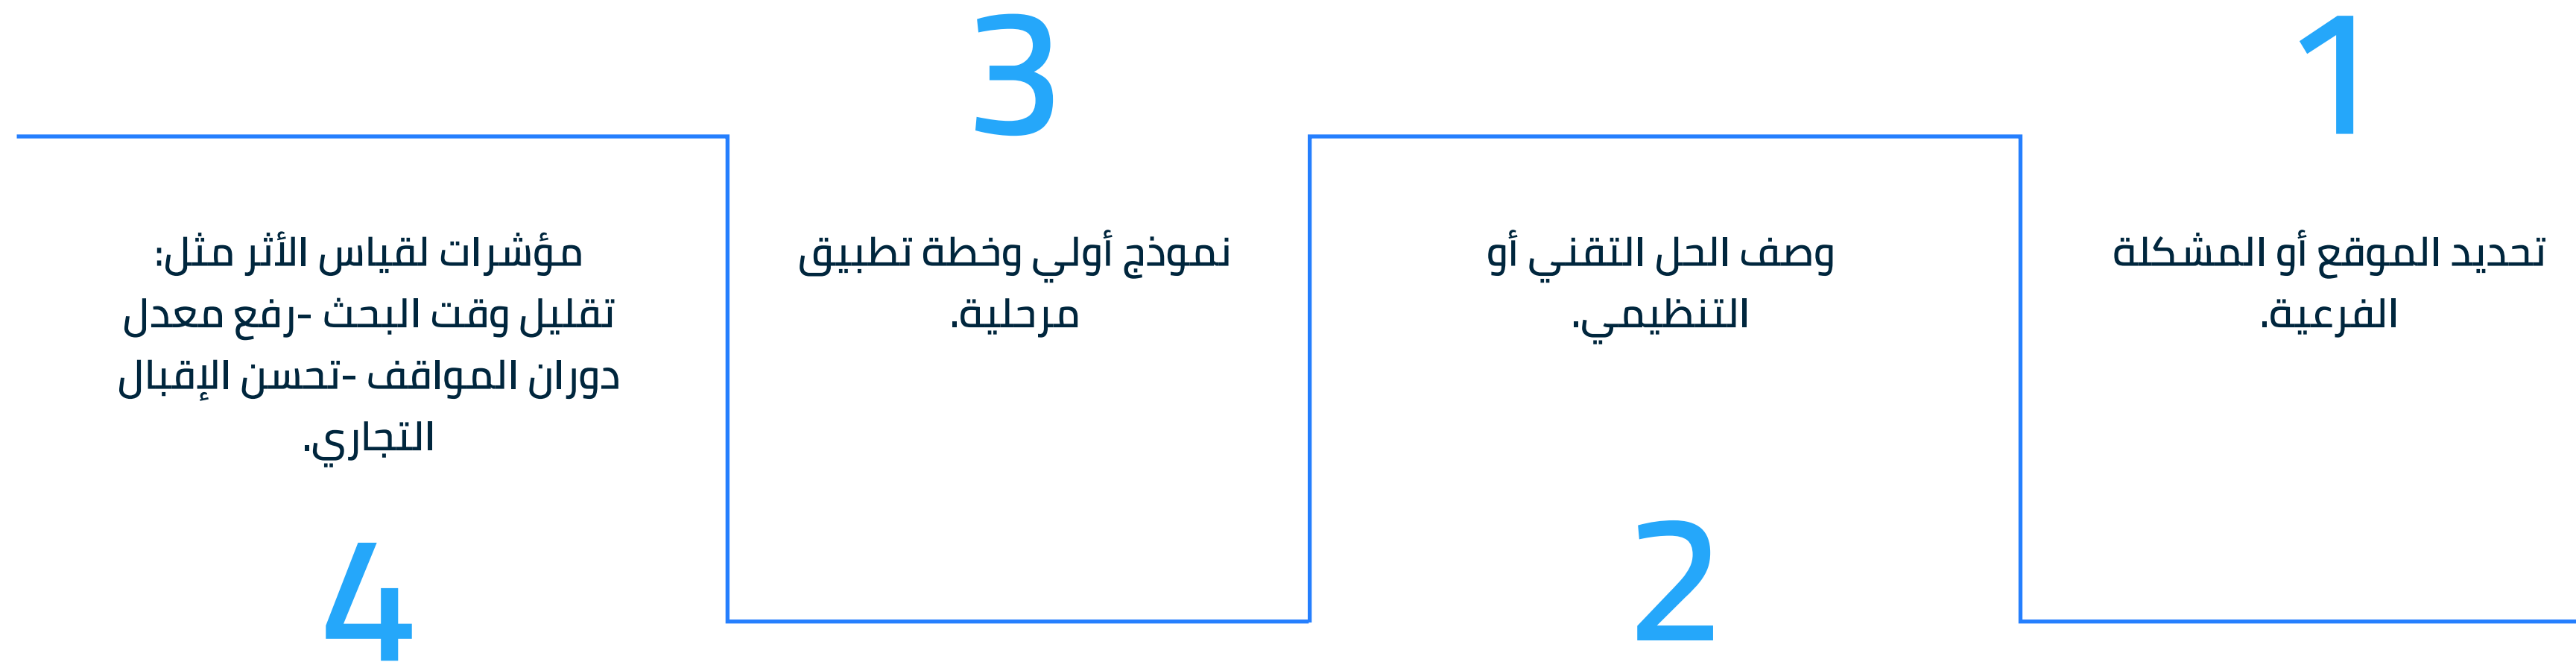 1
تحديد الموقع أو المشكلة
الفرعية.
وصف الحل التقني أو
التنظيمي.
2
3
نموذج أولي وخطة تطبيق
مرحلية.
مؤشرات لقياس الأثر مثل:
تقليل وقت البحث -رفع معدل
دوران المواقف -تحسن الإقبال
التجاري.
4